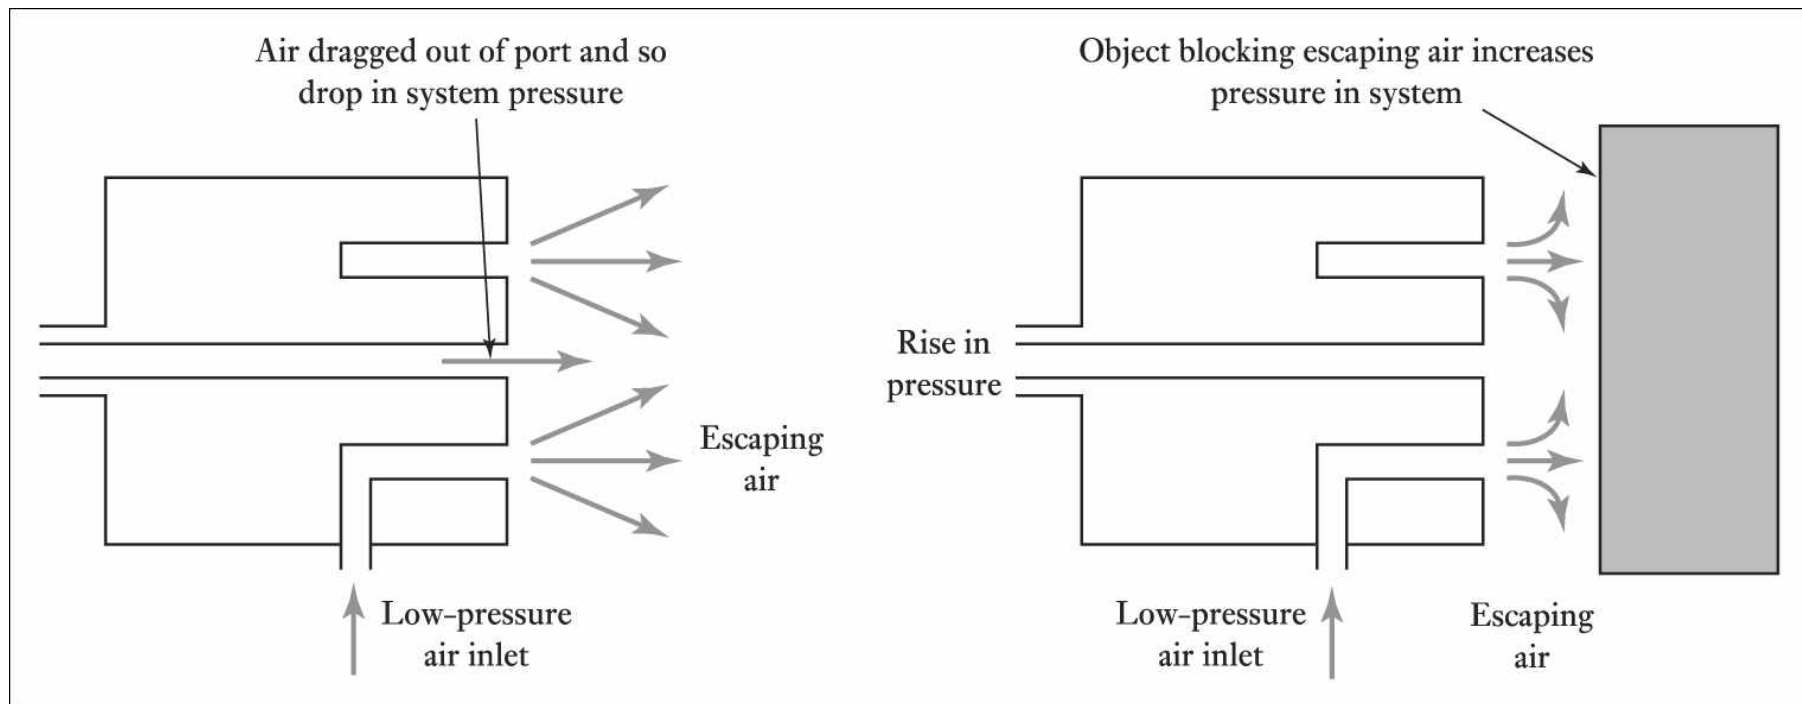 Air dragged out of port and so
drop in system pressure
Escaping
air
Low-pressure
air inlet
Object blocking escaping air increases
pressure in system
Rise in
pressure
Low-pressure
air inlet
Escaping
air